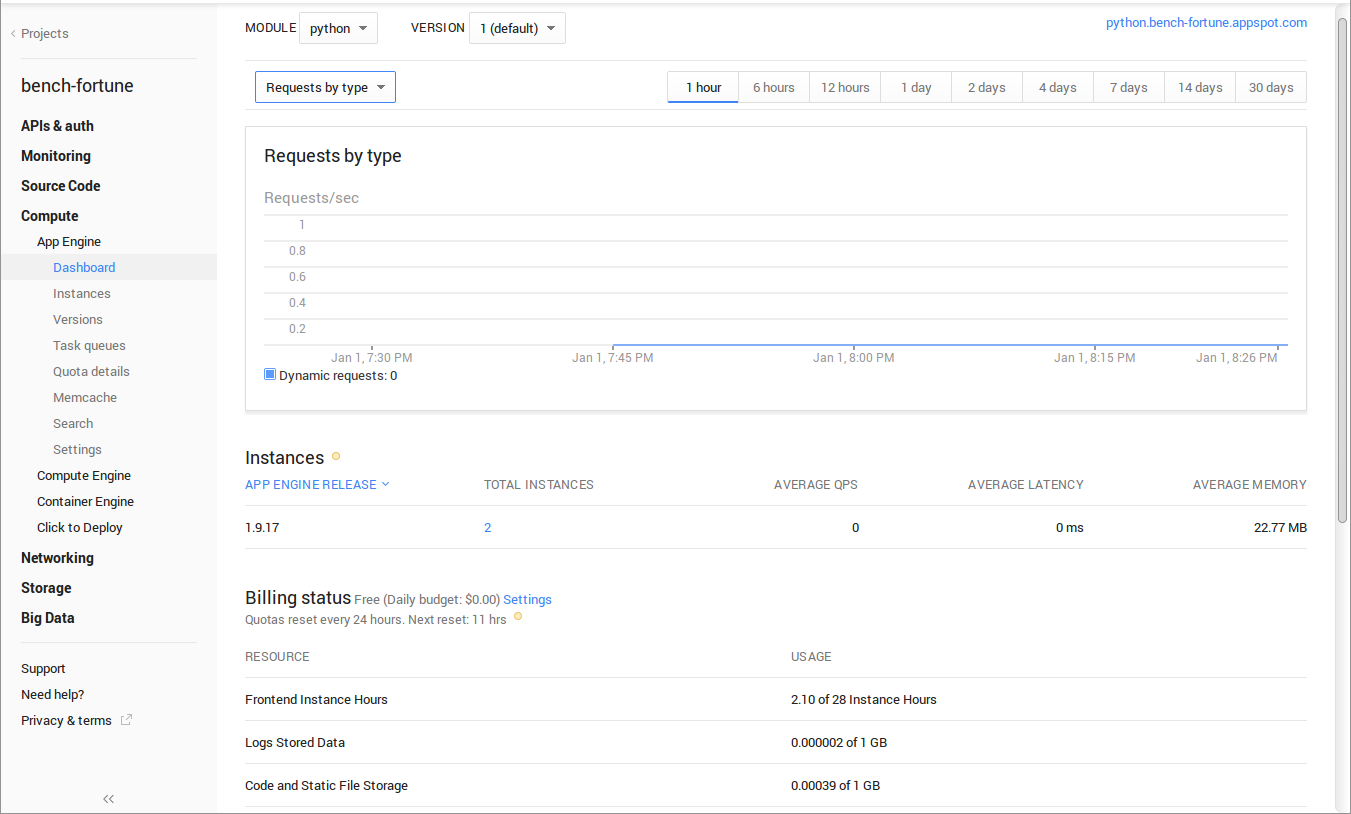 Projects
bench-fortune
APIs & auth
Monitoring
Source Code
Compute
App Engine
Dashboard
Instances
Versions
Task queues
Quota details
Memcache
Search
Settings
Compute Engine
Container Engine
Click to Deploy
Networking
Storage
Big Data
Support
Need help?
Privacy & terms
MODULE python VERSION 1 (default) python.bench-fortune.appspot.com
Requests by type 1 hour 6 hours 12 hours 1 day 2 days 4 days 7 days 14 days 30 days
Requests by type
Requests/sec
1
0.8
0.6
0.4
0.2
Jan 1, 7:30 PM Jan 1, 7:45 PM Jan 1, 8:00 PM Jan 1, 8:15 PM Jan 1, 8:26 PM
Dynamic requests: 0
Instances
APP ENGINE RELEASE TOTAL INSTANCES AVERAGE QPS AVERAGE LATENCY AVERAGE MEMORY
1.9.17 2 0 0 ms 22.77 MB
Billing status Free (Daily budget: $0.00) Settings
Quotas reset every 24 hours. Next reset: 11 hrs
RESOURCE USAGE
Frontend Instance Hours 2.10 of 28 Instance Hours
Logs Stored Data 0.000002 of 1 GB
Code and Static File Storage 0.00039 of 1 GB